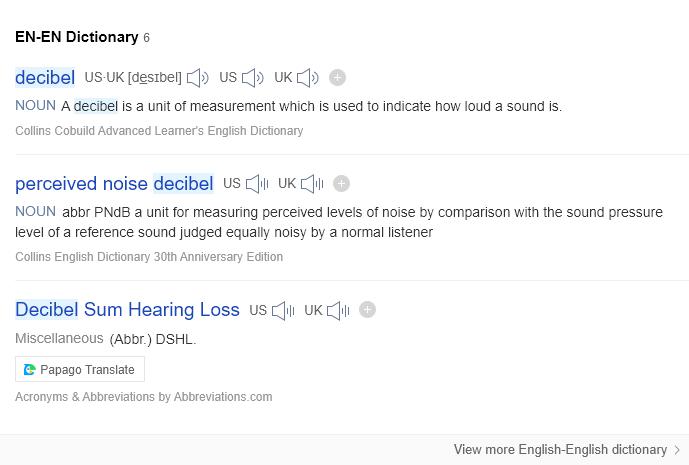 EN-EN Dictionary 6
decibel US·UK [desɪbel] US UK
NOUN A decibel is a unit of measurement which is used to indicate how loud a sound is.
Collins Cobuild Advanced Learner's English Dictionary
perceived noise decibel US UK
NOUN abbr PNdB a unit for measuring perceived levels of noise by comparison with the sound pressure
level of a reference sound judged equally noisy by a normal listener
Collins English Dictionary 30th Anniversary Edition
Decibel Sum Hearing Loss US UK
Miscellaneous (Abbr.) DSHL.
Papago Translate
Acronyms & Abbreviations by Abbreviations.com
View more English-English dictionary